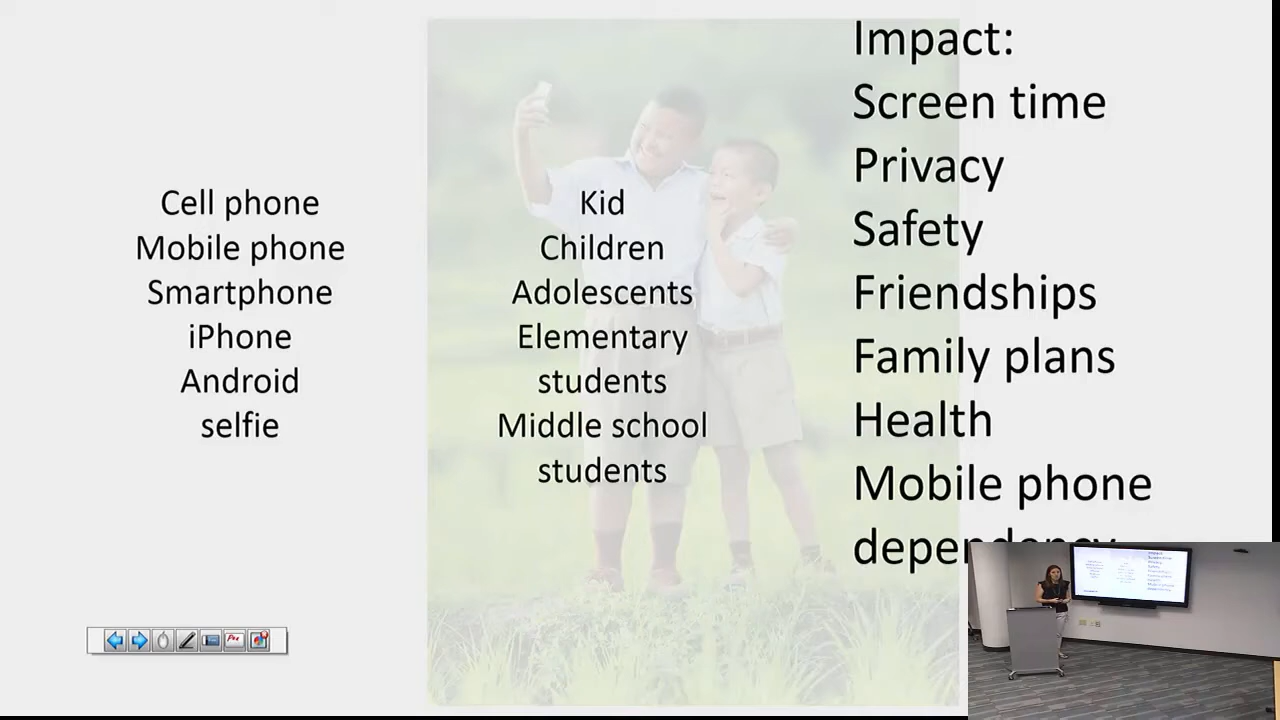 Cell phone
Mobile phone
Smartphone
iPhone
Android
selfie
Kid
Children
Adolescents
Elementary
students
Middle school
students
Impact:
Screen time
Privacy
Safety
Friendships
Family plans
Health
Mobile phone
dependency